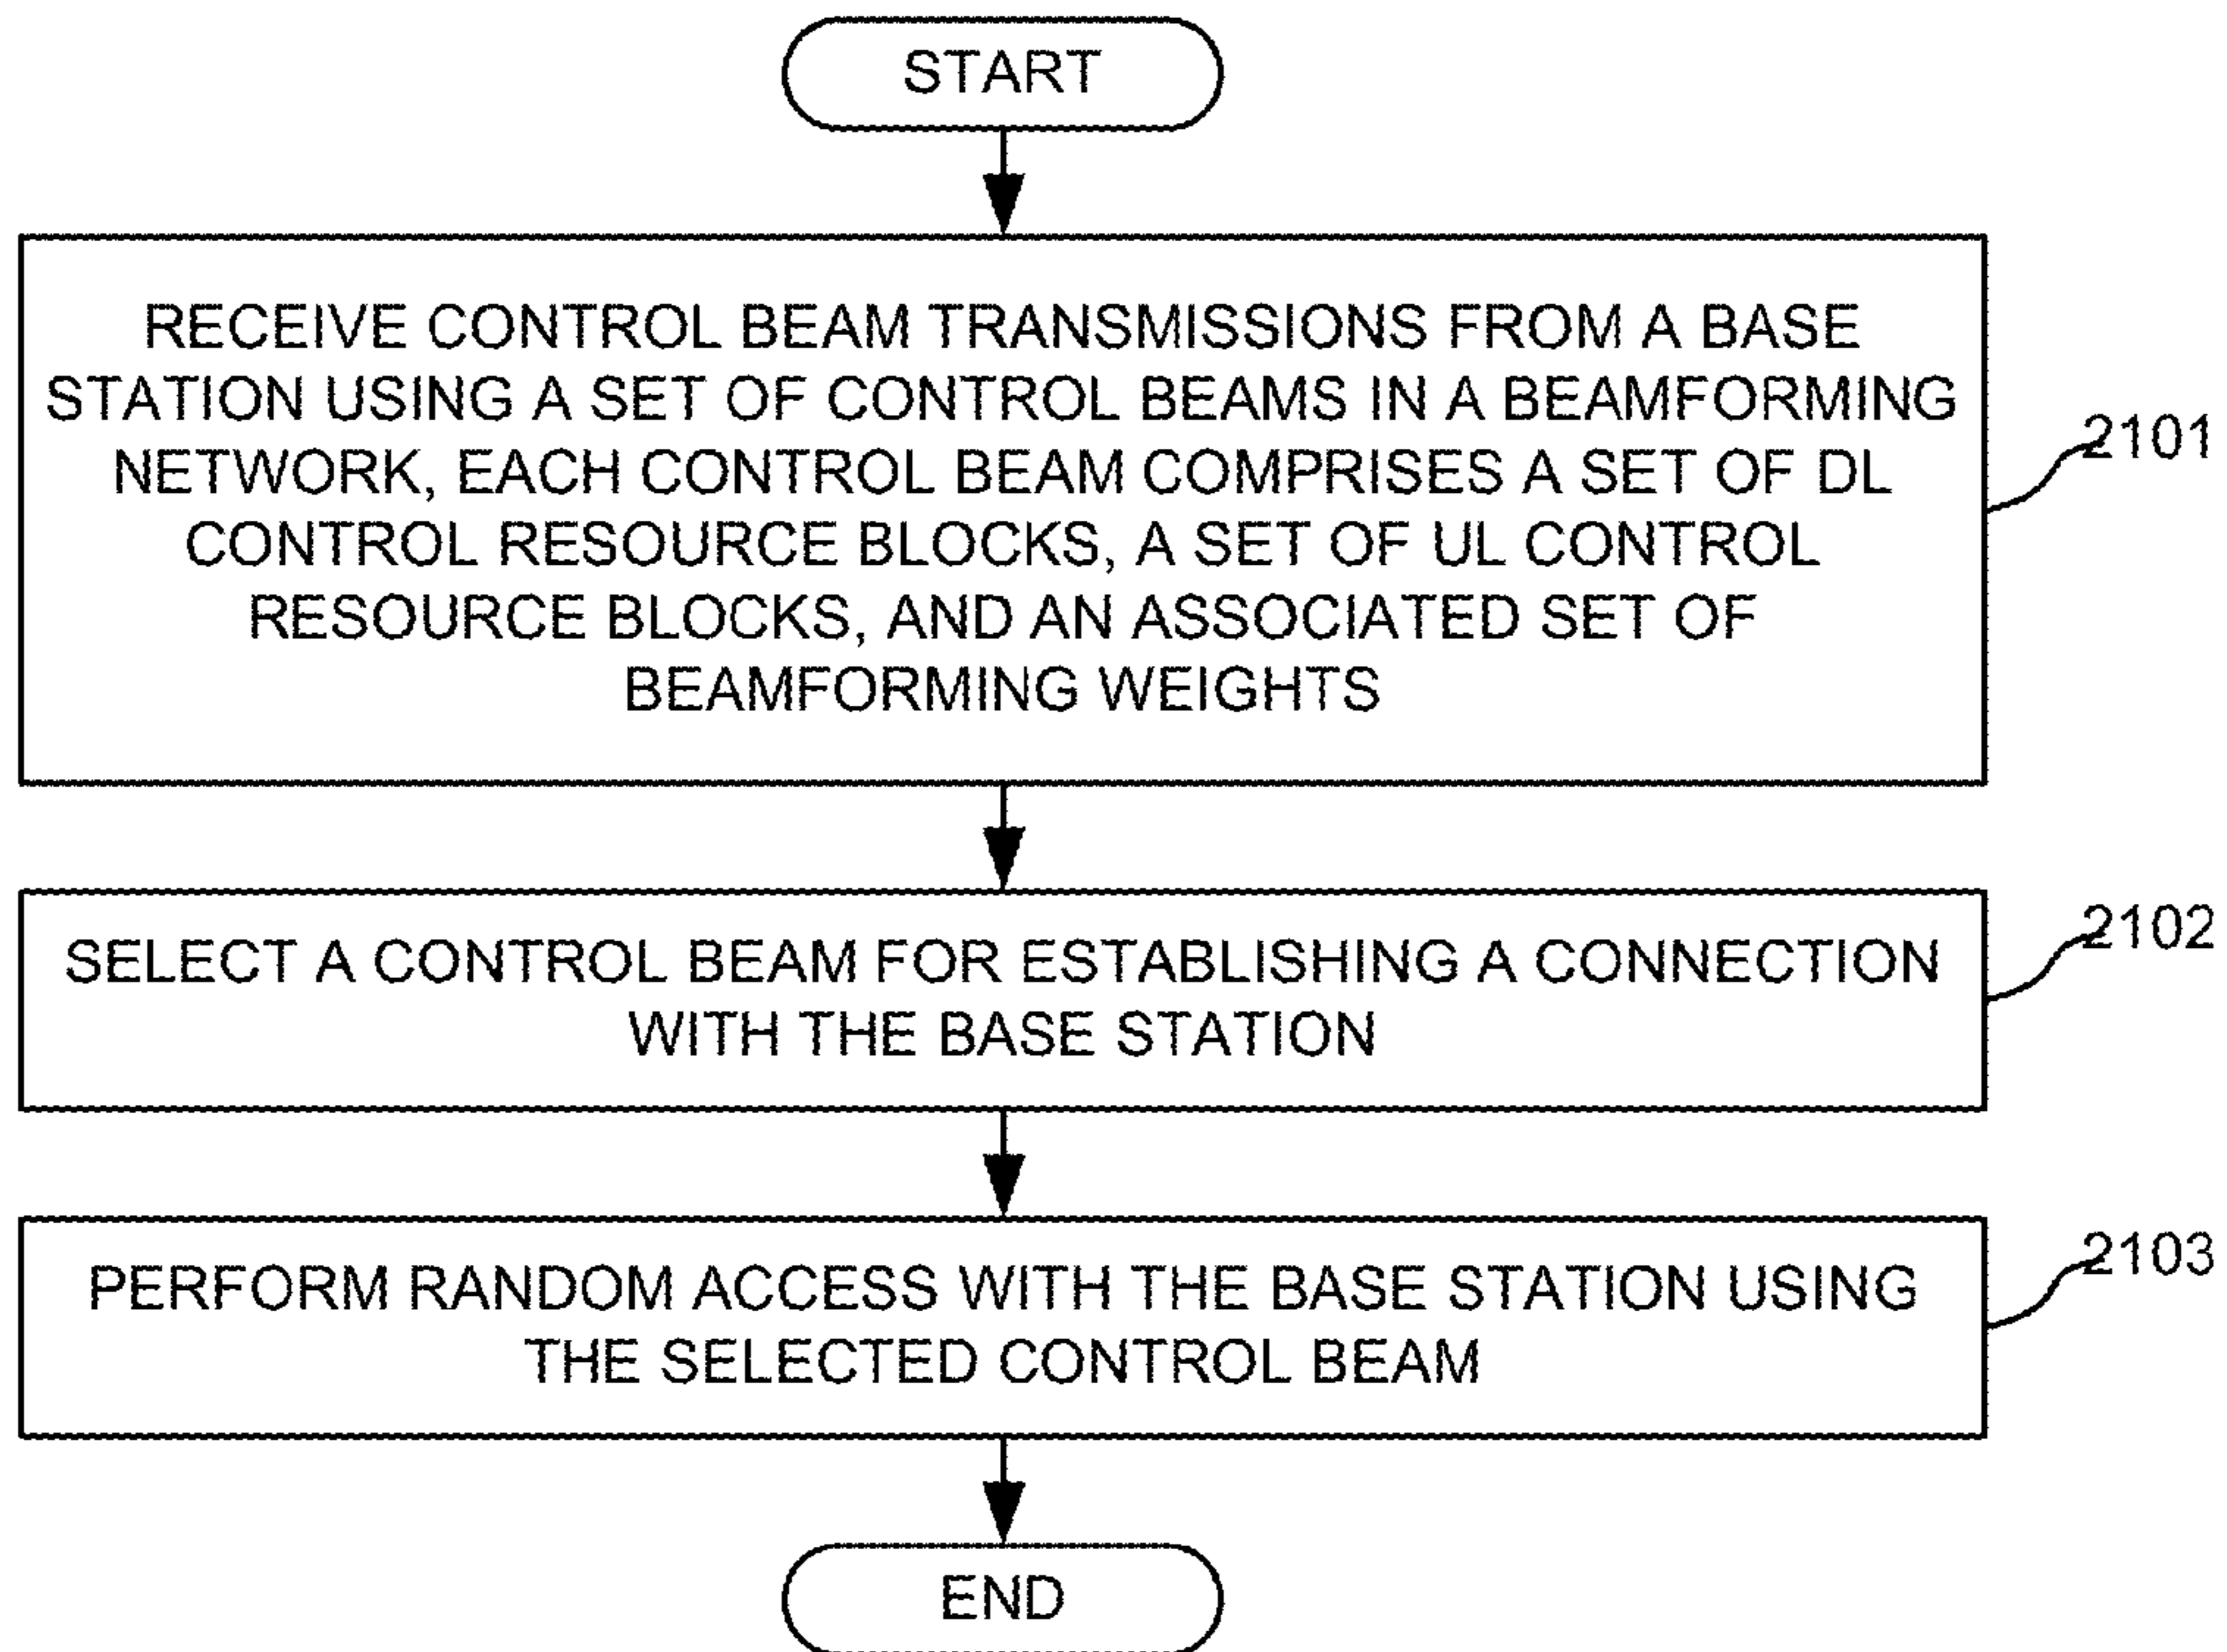 START
RECEIVE CONTROL BEAM TRANSMISSIONS FROM A BASE
STATION USING A SET OF CONTROL BEAMS IN A BEAMFORMING
NETWORK, EACH CONTROL BEAM COMPRISES A SET OF DL
CONTROL RESOURCE BLOCKS, A SET OF UL CONTROL
RESOURCE BLOCKS, AND AN ASSOCIATED SET OF
BEAMFORMING WEIGHTS
2101
SELECT A CONTROL BEAM FOR ESTABLISHING A CONNECTION
WITH THE BASE STATION
2102
PERFORM RANDOM ACCESS WITH THE BASE STATION USING
THE SELECTED CONTROL BEAM
2103
END